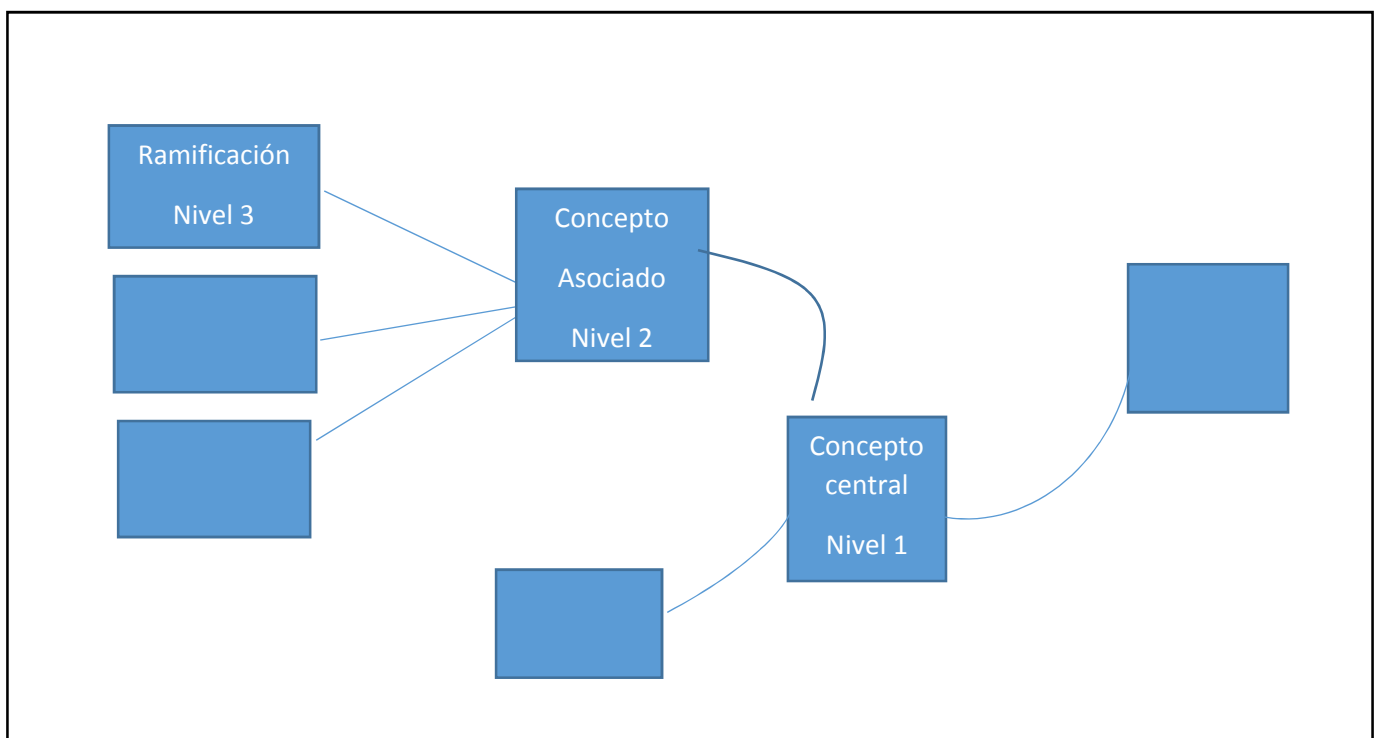 Ramificación
Nivel 3
Concepto
Asociado
Nivel 2
Concepto
central
Nivel 1